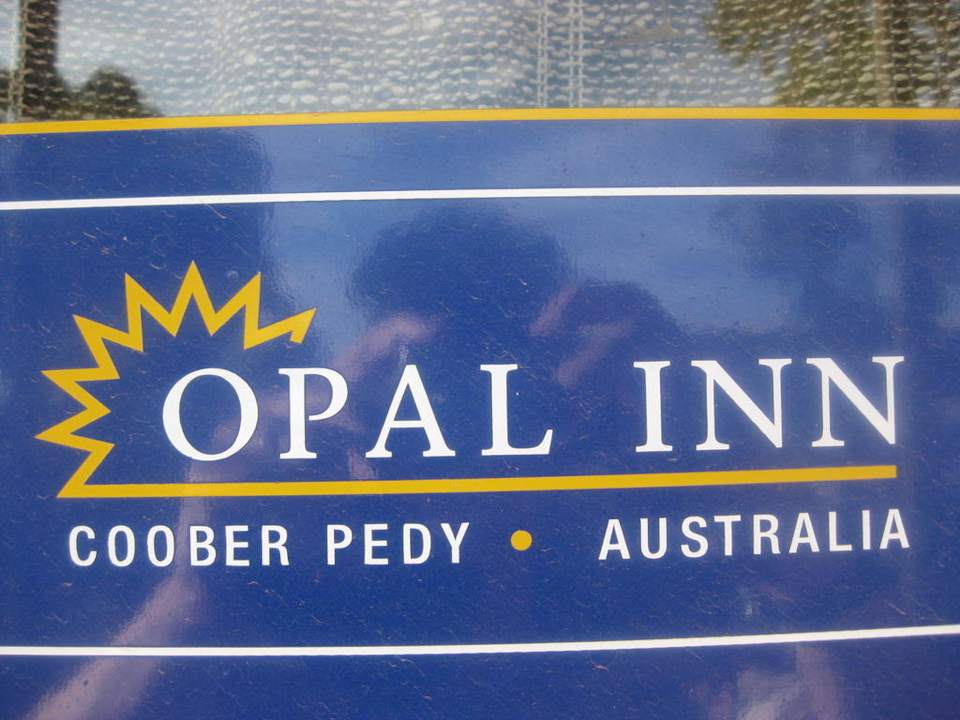 OPAL INN
COOBER PEDY • AUSTRALIA